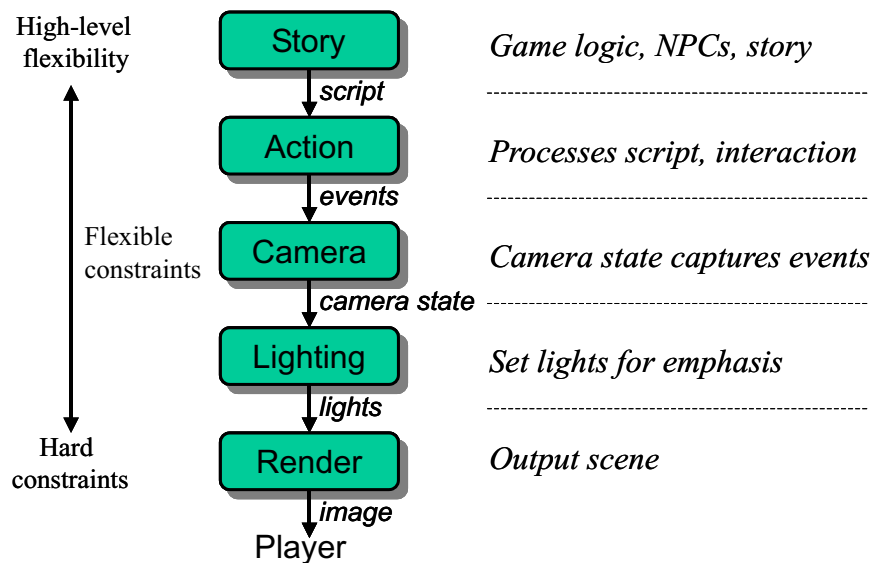 High-level
flexibility
Story
Game logic, NPCs, story
script
Action
Processes script, interaction
events
Flexible
constraints
Camera
Camera state captures events
camera state
Lighting
Set lights for emphasis
lights
Hard
constraints
Render
Output scene
image
Player